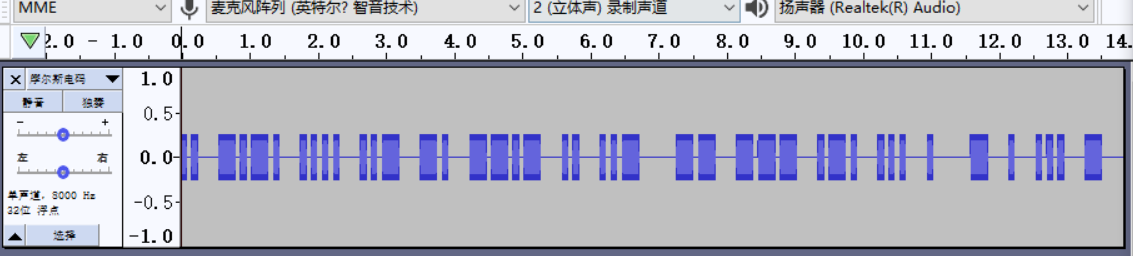 MME 麦克风阵列 (英特尔? 智音技术) 2 (立体声) 录制声道 扬声器 (Realtek(R) Audio)
2.0 - 1.0 0.0 1.0 2.0 3.0 4.0 5.0 6.0 7.0 8.0 9.0 10.0 11.0 12.0 13.0 14.
× 摩尔斯电码 1.0
静音 独奏 0.5
- +
0.0
左 右
单声道, 8000 Hz -0.5
32位 浮点
选择 -1.0